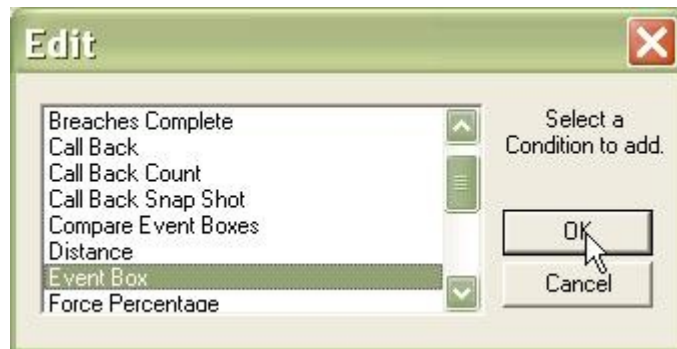 Edit
Breaches Complete
Call Back
Call Back Count
Call Back Snap Shot
Compare Event Boxes
Distance
Event Box
Force Percentage
Select a
Condition to add.
OK
Cancel